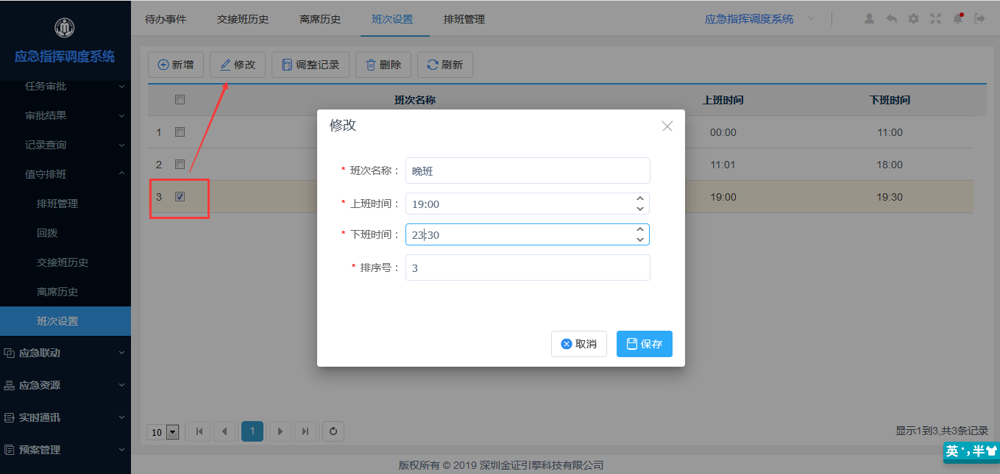 应急指挥调度系统
任务审批
审批结果
记录查询
值守排班
排班管理
回拨
交接班历史
离席历史
班次设置
应急联动
应急资源
实时通讯
预案管理
待办事件 交接班历史 离席历史 班次设置 排班管理 应急指挥调度系统
新增 修改 调整记录 删除 刷新
班次名称 上班时间 下班时间
1 00:00 11:00
2 11:01 18:00
3 19:00 19:30
修改
* 班次名称： 晚班
* 上班时间： 19:00
* 下班时间： 23:30
* 排序号： 3
取消 保存
10 1 显示1到3,共3条记录
英 ·, 半
版权所有 © 2019 深圳金证引擎科技有限公司